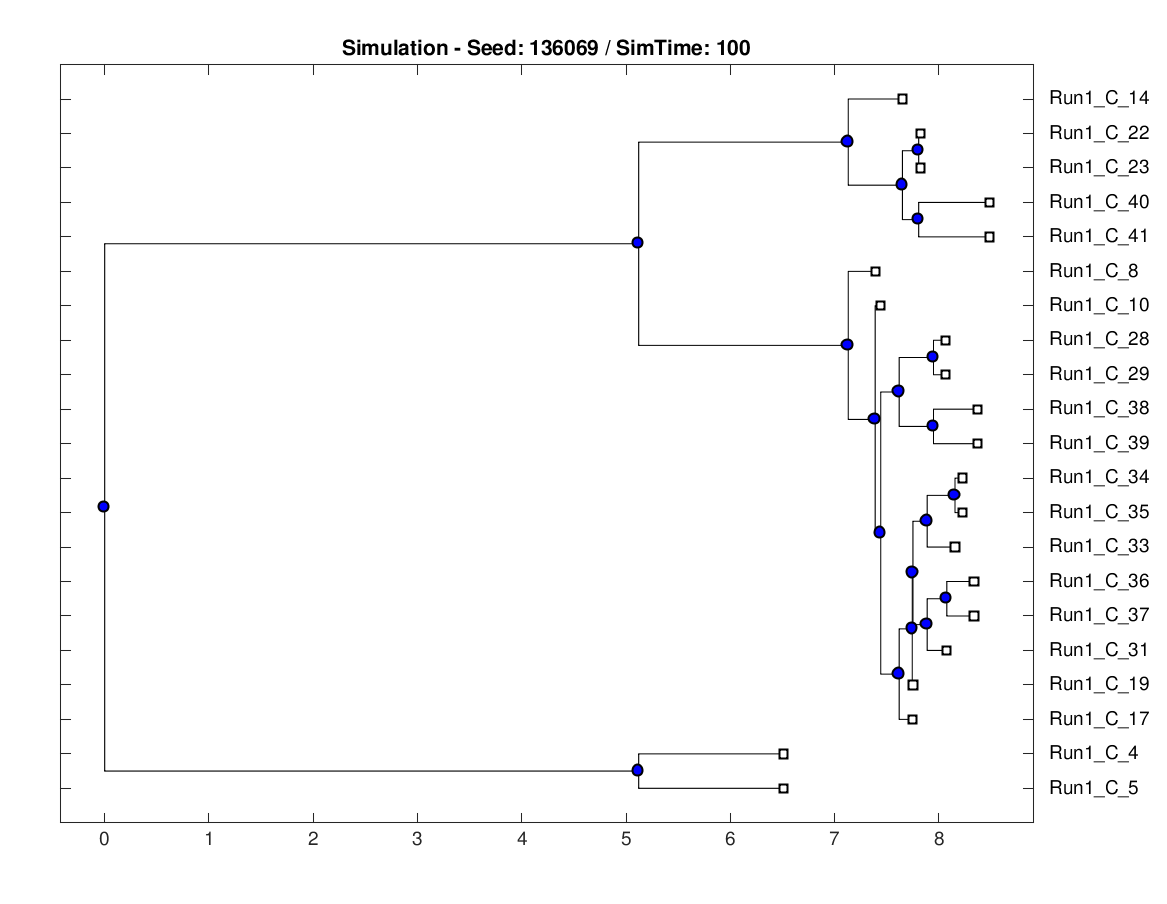 Simulation - Seed: 136069 / SimTime: 100
Run1_C_14
Run1_C_22
Run1_C_23
Run1_C_40
Run1_C_41
Run1_C_8
Run1_C_10
Run1_C_28
Run1_C_29
Run1_C_38
Run1_C_39
Run1_C_34
Run1_C_35
Run1_C_33
Run1_C_36
Run1_C_37
Run1_C_31
Run1_C_19
Run1_C_17
Run1_C_4
Run1_C_5
0 1 2 3 4 5 6 7 8